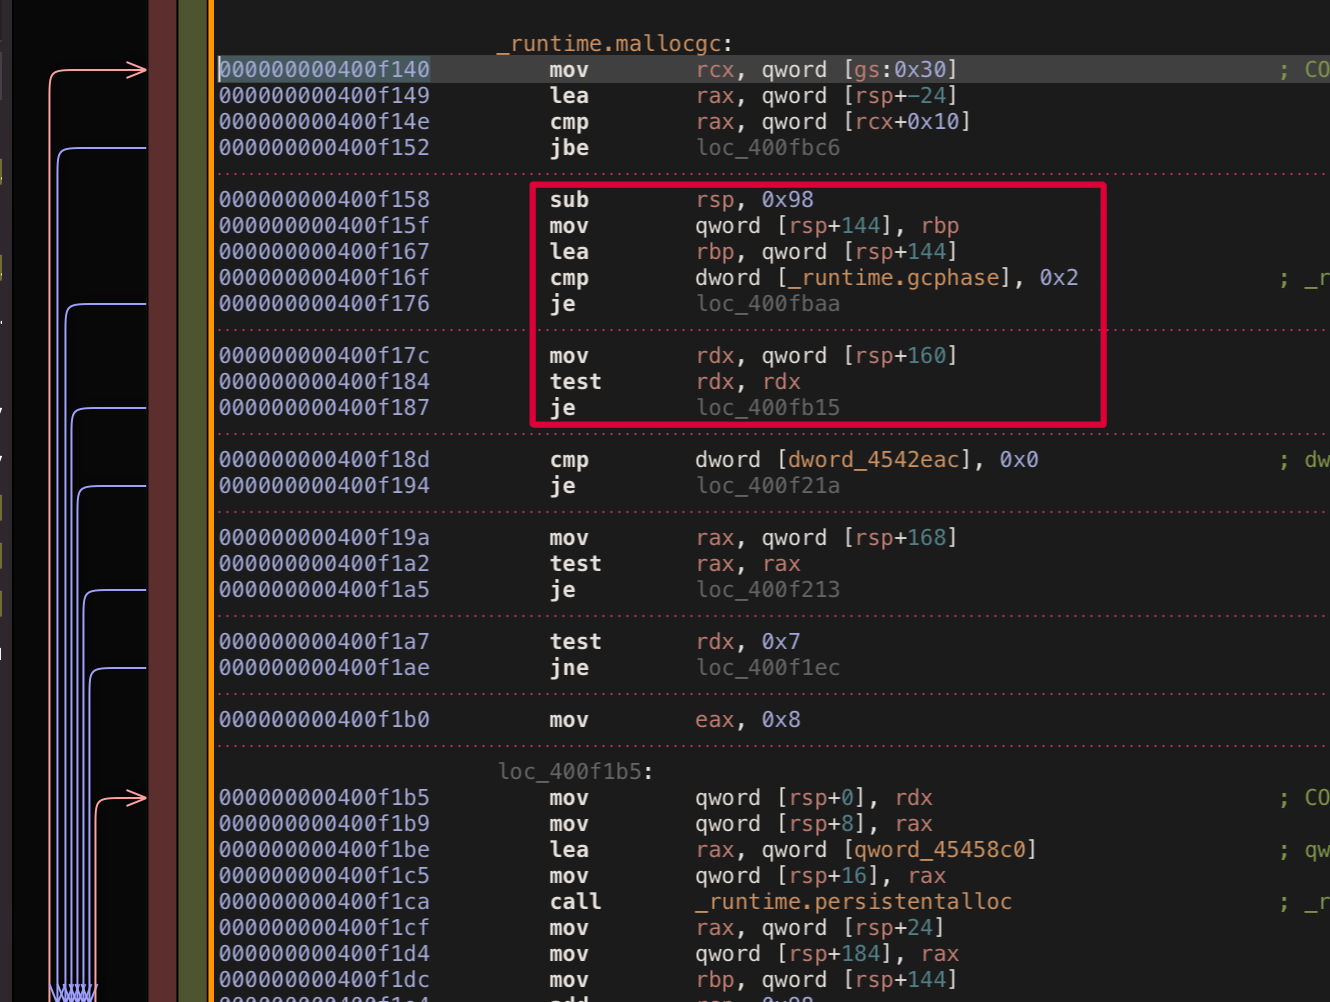 _runtime.mallocgc:
000000000400f140 mov rcx, qword [gs:0x30] ; CO
000000000400f149 lea rax, qword [rsp+-24]
000000000400f14e cmp rax, qword [rcx+0x10]
000000000400f152 jbe loc_400fbc6
000000000400f158 sub rsp, 0x98
000000000400f15f mov qword [rsp+144], rbp
000000000400f167 lea rbp, qword [rsp+144]
000000000400f16f cmp dword [_runtime.gcphase], 0x2 ; _r
000000000400f176 je loc_400fbaa
000000000400f17c mov rdx, qword [rsp+160]
000000000400f184 test rdx, rdx
000000000400f187 je loc_400fb15
000000000400f18d cmp dword [dword_4542eac], 0x0 ; dw
000000000400f194 je loc_400f21a
000000000400f19a mov rax, qword [rsp+168]
000000000400f1a2 test rax, rax
000000000400f1a5 je loc_400f213
000000000400f1a7 test rdx, 0x7
000000000400f1ae jne loc_400f1ec
000000000400f1b0 mov eax, 0x8
loc_400f1b5:
000000000400f1b5 mov qword [rsp+0], rdx ; CO
000000000400f1b9 mov qword [rsp+8], rax
000000000400f1be lea rax, qword [qword_45458c0] ; qw
000000000400f1c5 mov qword [rsp+16], rax
000000000400f1ca call _runtime.persistentalloc ; _r
000000000400f1cf mov rax, qword [rsp+24]
000000000400f1d4 mov qword [rsp+184], rax
000000000400f1dc mov rbp, qword [rsp+144]